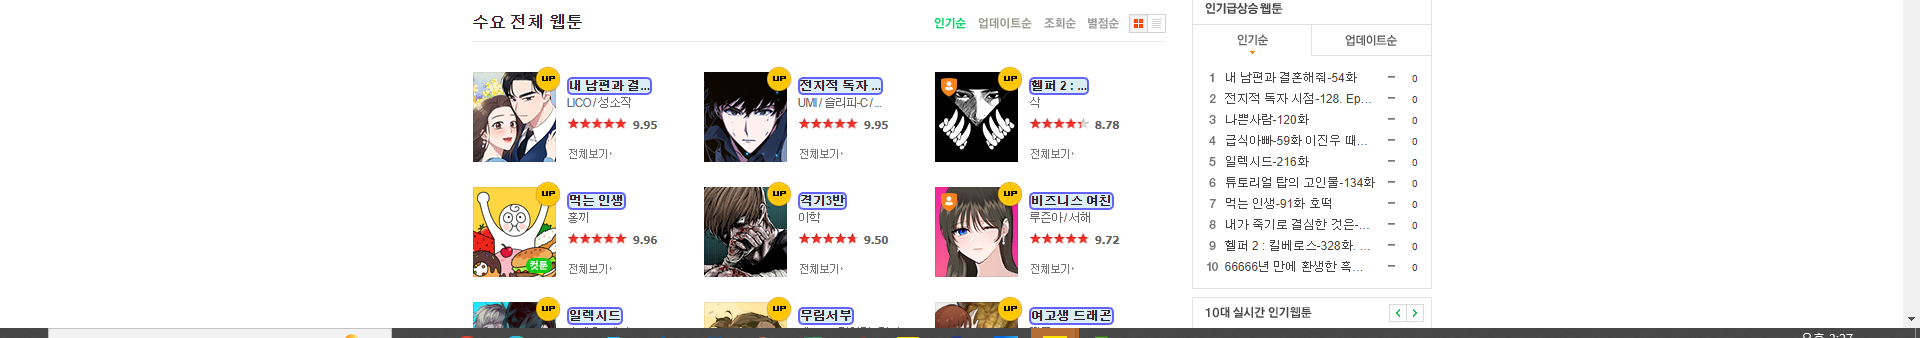 수요 전체 웹툰
인기순 업데이트순 조회순 별점순
UP
내 남편과 결...
LICO / 성소작
9.95
전체보기
UP
전지적 독자 ...
UMI / 슬리피-C / ...
9.95
전체보기
UP
헬퍼 2 : ...
삭
8.78
전체보기
UP
컷툰
먹는 인생
홍끼
9.96
전체보기
UP
격기3반
이학
9.50
전체보기
UP
비즈니스 여친
루즌아 / 서해
9.72
전체보기
UP
일렉시드
UP
무림서부
UP
여고생 드래곤
인기급상승 웹툰
인기순 업데이트순
1 내 남편과 결혼해줘-54화 0
2 전지적 독자 시점-128. Ep... 0
3 나쁜사람-120화 0
4 급식아빠-59화 이진우 때... 0
5 일렉시드-216화 0
6 튜토리얼 탑의 고인물-134화 0
7 먹는 인생-91화 호떡 0
8 내가 죽기로 결심한 것은-... 0
9 헬퍼 2 : 킬베로스-328화. ... 0
10 66666년 만에 환생한 흑... 0
10대 실시간 인기웹툰